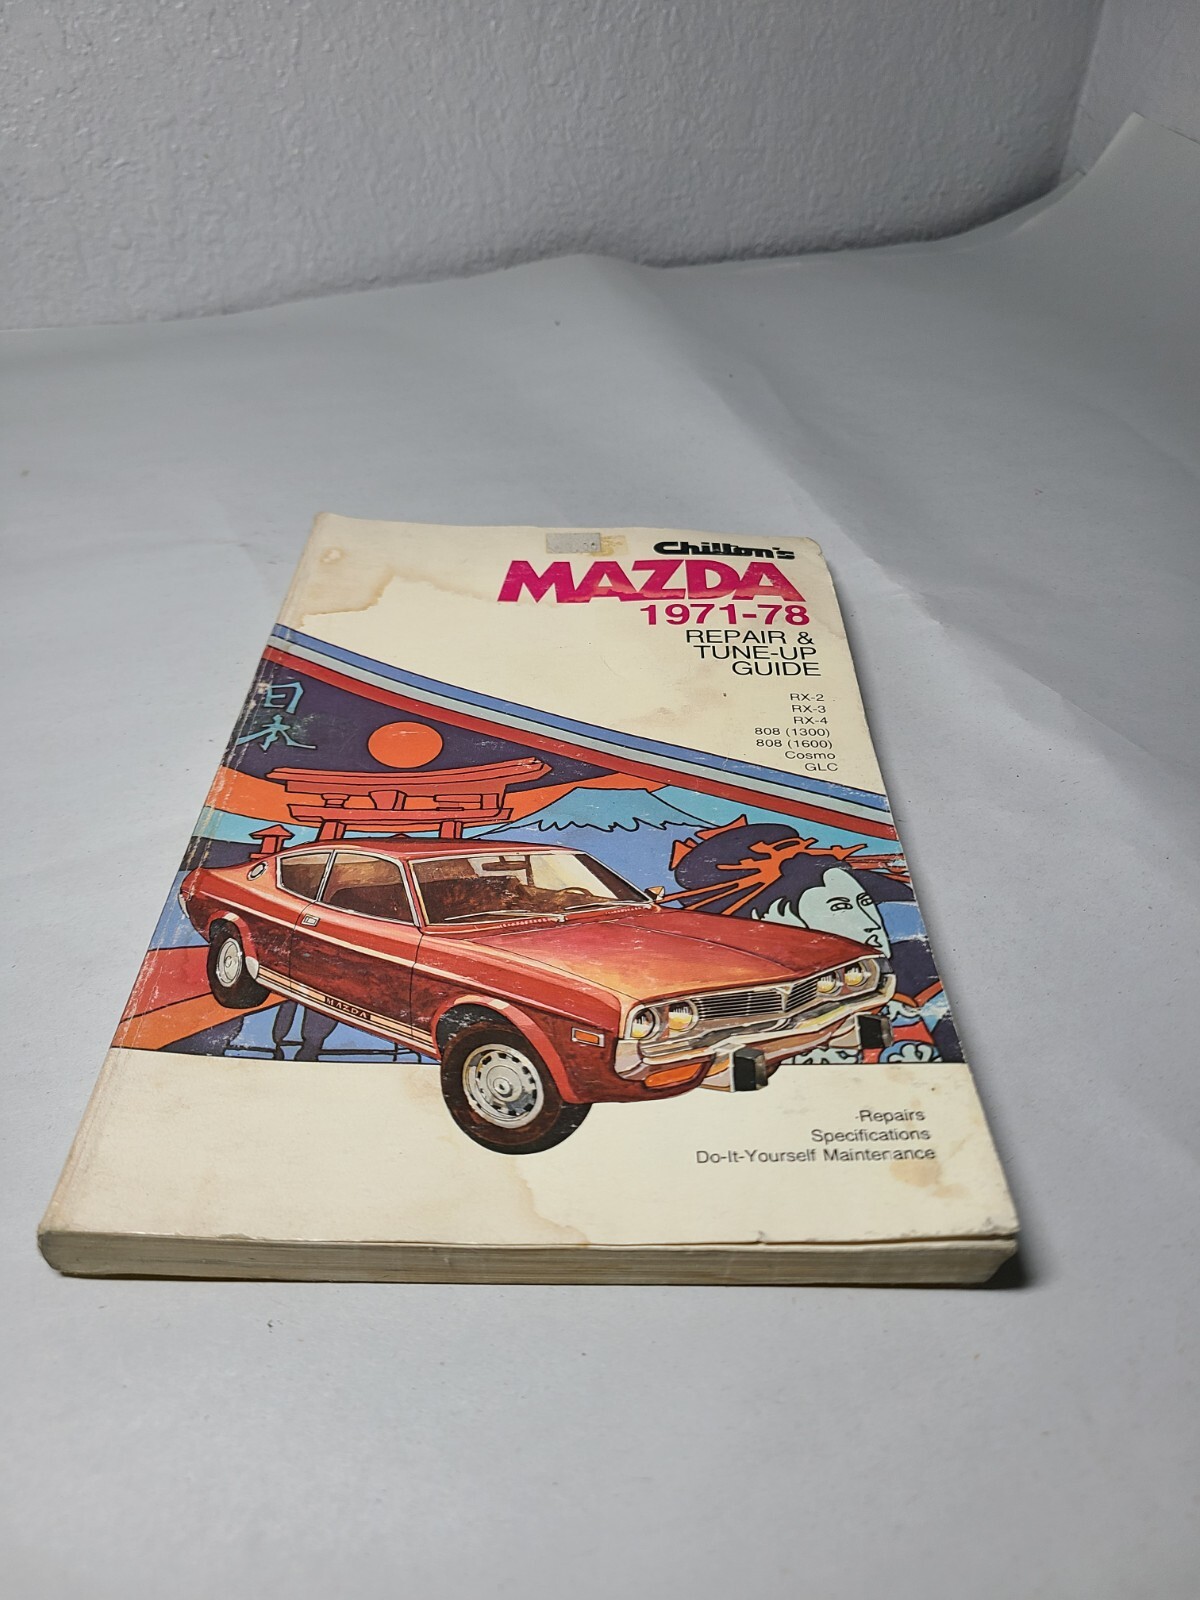 Chilton's
MAZDA
1971-78
REPAIR &
TUNE-UP
GUIDE
RX-2
RX-3
RX-4
808 (1300)
808 (1600)
Cosmo
GLC
日
本
MAZDA
Repairs
Specifications
Do-It-Yourself Maintenance